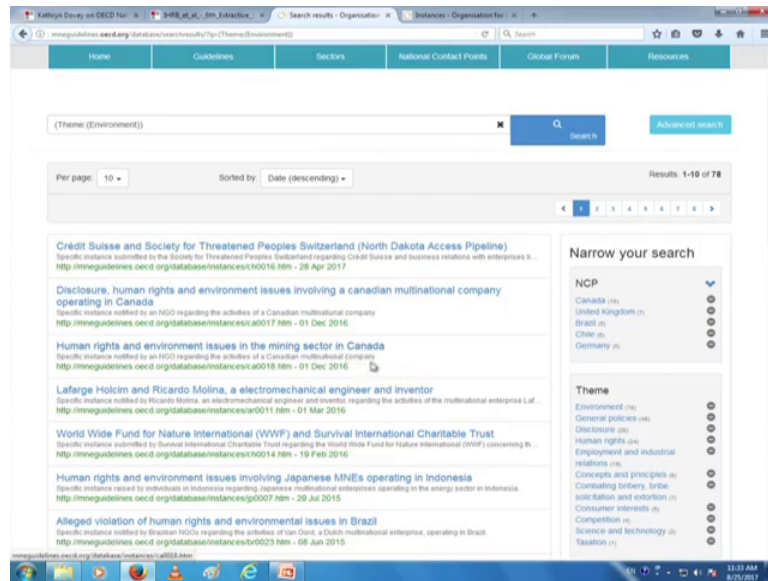 Kathryn Davey on OECD Nat
IHRB_et_al_-_6th_Extractive_
Search results - Organisation
Instances - Organisation for
mneguidelines.oecd.org/database/searchresults/?q=(Theme:(Environment))
Search
Home Guidelines Sectors National Contact Points Global Forum Resources
(Theme:(Environment))
Search
Advanced search
Per page: 10 Sorted by: Date (descending) Results: 1-10 of 78
1 2 3 4 5 6 7 8
Crédit Suisse and Society for Threatened Peoples Switzerland (North Dakota Access Pipeline)
Specific instance submitted by the Society for Threatened Peoples Switzerland regarding Crédit Suisse and business relations with enterprises
http://mneguidelines.oecd.org/database/instances/ch0016.htm - 28 Apr 2017
Disclosure, human rights and environment issues involving a canadian multinational company
operating in Canada
Specific instance notified by an NGO regarding the activities of a Canadian multinational company
http://mneguidelines.oecd.org/database/instances/ca0017.htm - 01 Dec 2016
Human rights and environment issues in the mining sector in Canada
Specific instance notified by an NGO regarding the activities of a Canadian multinational company
http://mneguidelines.oecd.org/database/instances/ca0018.htm - 01 Dec 2016
Lafarge Holcim and Ricardo Molina, a electromechanical engineer and inventor
Specific instance notified by Ricardo Molina, an electromechanical engineer and inventor, regarding the activities of the multinational enterprise Laf...
http://mneguidelines.oecd.org/database/instances/ar0011.htm - 01 Mar 2016
World Wide Fund for Nature International (WWF) and Survival International Charitable Trust
Specific instance submitted by Survival International Charitable Trust regarding the World Wide Fund for Nature International (WWF) concerning th...
http://mneguidelines.oecd.org/database/instances/ch0014.htm - 19 Feb 2016
Human rights and environment issues involving Japanese MNEs operating in Indonesia
Specific instance raised by individuals in Indonesia regarding Japanese multinational enterprises operating in the energy sector in Indonesia.
http://mneguidelines.oecd.org/database/instances/jp0007.htm - 29 Jul 2015
Alleged violation of human rights and environmental issues in Brazil
Specific instance notified by Brazilian NGOs regarding the activities of Van Oord, a Dutch multinational enterprise, operating in Brazil.
http://mneguidelines.oecd.org/database/instances/br0023.htm - 08 Jun 2015
Narrow your search
NCP
Canada (10)
United Kingdom (7)
Brazil (6)
Chile (6)
Germany (6)
Theme
Environment (78)
General policies (48)
Disclosure (28)
Human rights (24)
Employment and industrial
relations (19)
Concepts and principles
Combating bribery, bribe
solicitation and extortion
Consumer interests
Competition
Science and technology
Taxation
mneguidelines.oecd.org/database/instances/ca0018.htm
EN
11:33 AM
8/25/2017